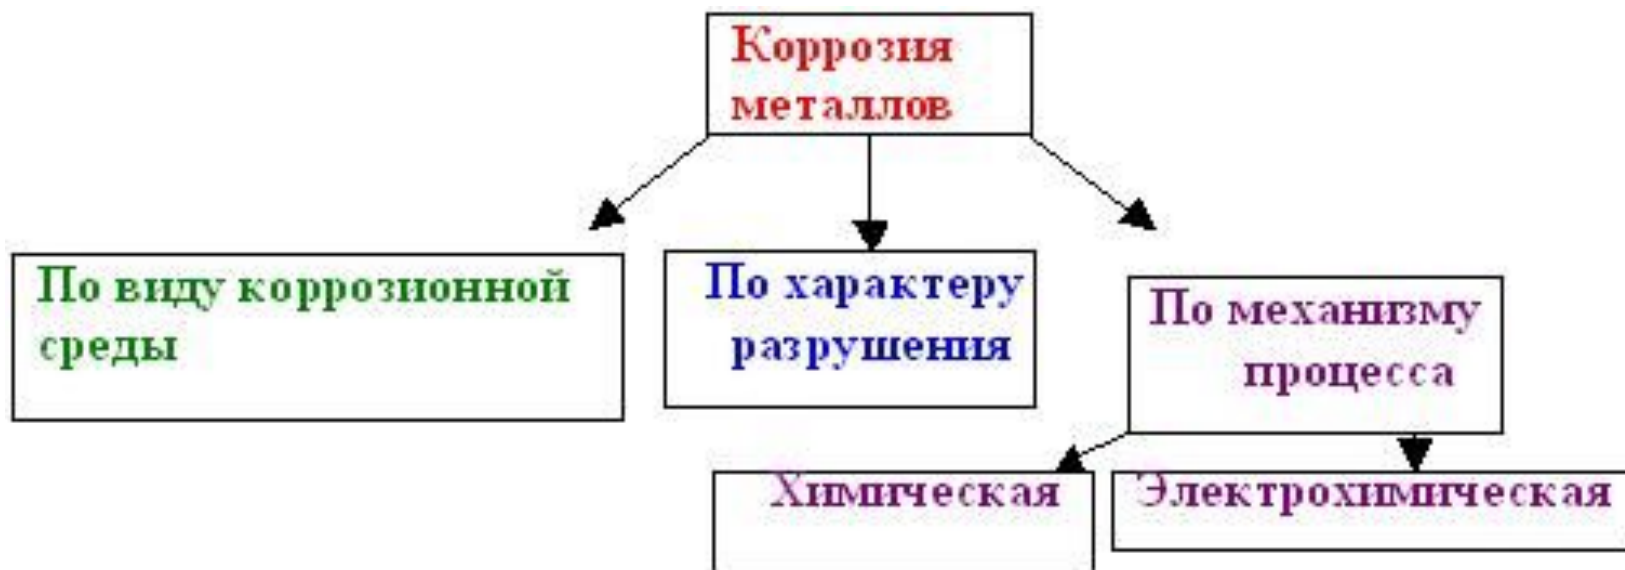 Коррозия
металлов
По виду коррозионной
среды
По характеру
разрушения
По механизму
процесса
Химическая
Электрохимическая